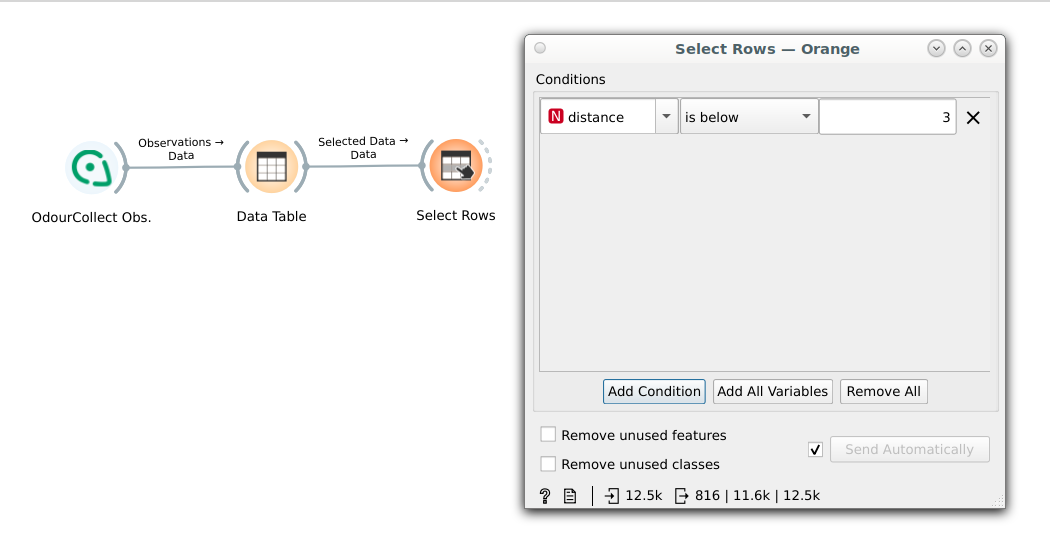 Select Rows — Orange
Conditions
N distance
is below
3
Observations →
Data
Selected Data →
Data
OdourCollect Obs.
Data Table
Select Rows
Add Condition
Add All Variables
Remove All
Remove unused features
Send Automatically
Remove unused classes
? 12.5k 816 | 11.6k | 12.5k